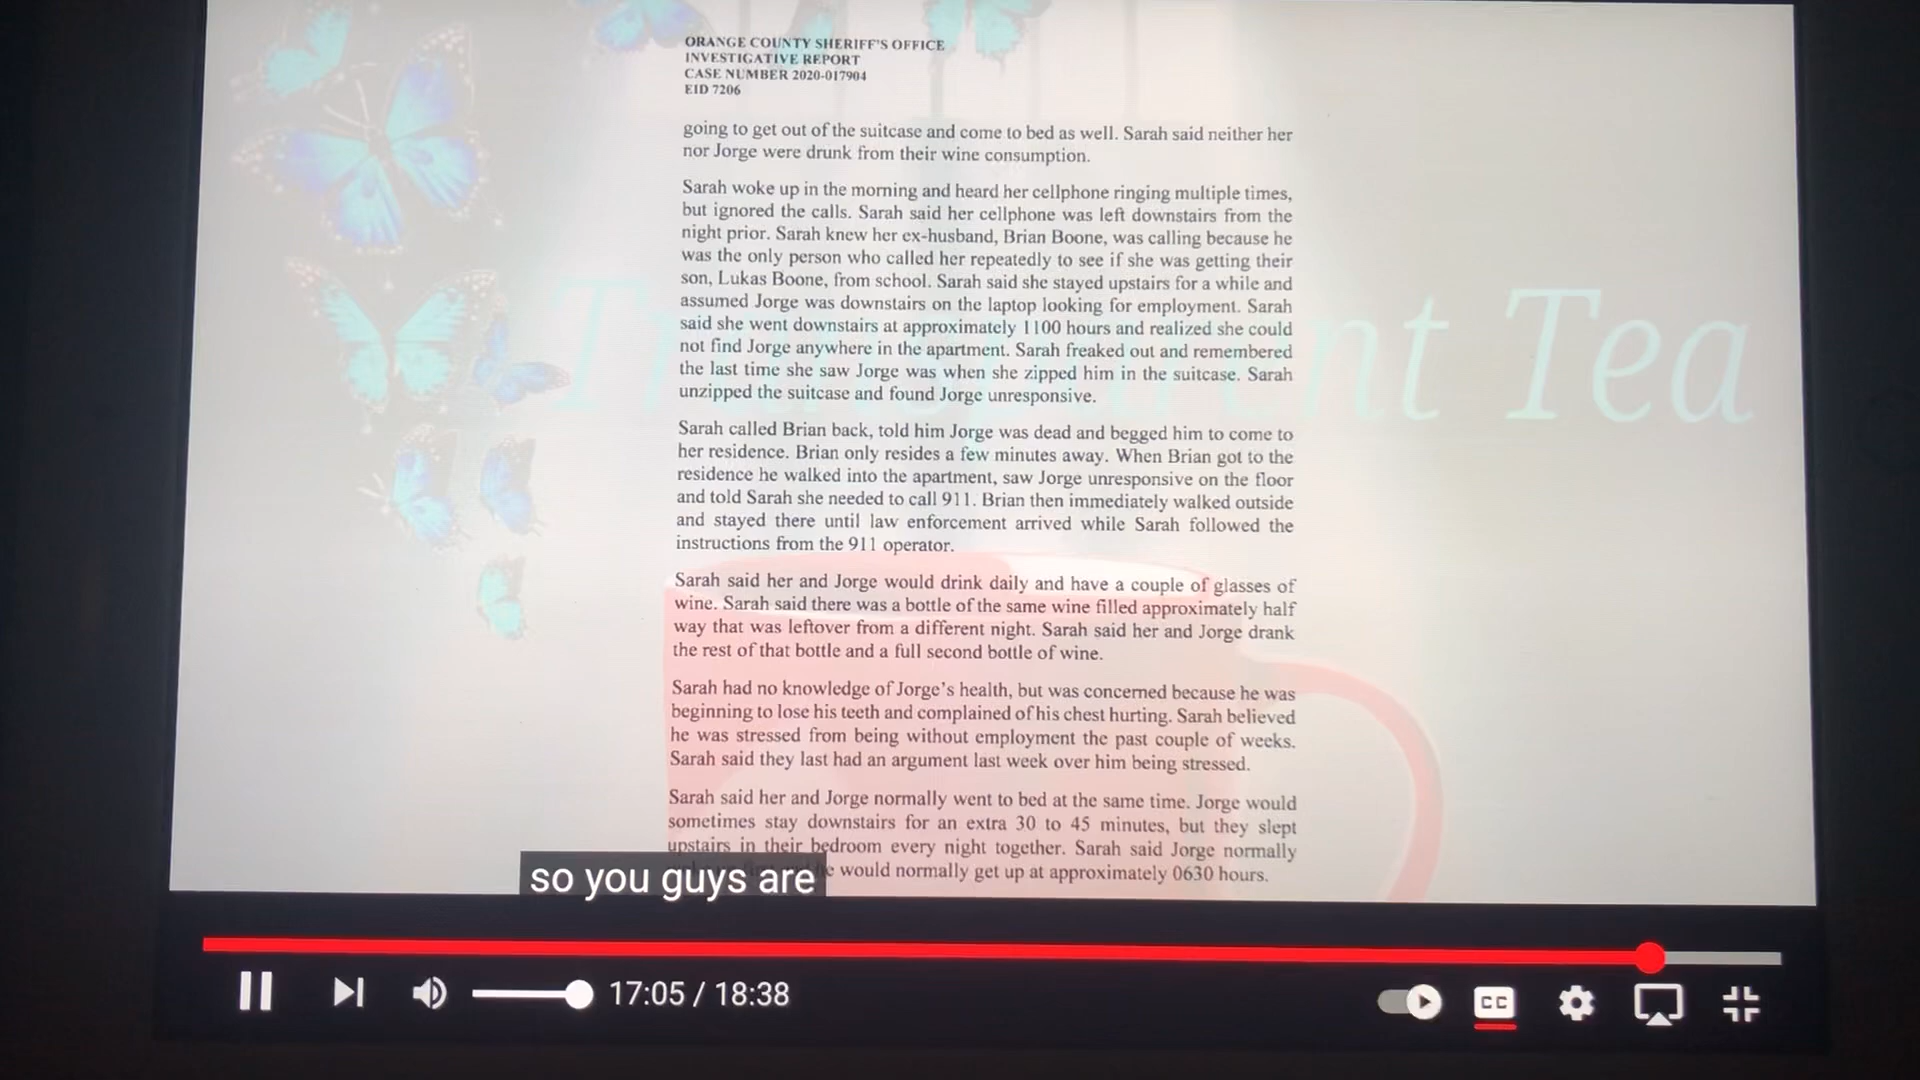 ORANGE COUNTY SHERIFF'S OFFICE
INVESTIGATIVE REPORT
CASE NUMBER 2020-017904
EID 7206
going to get out of the suitcase and come to bed as well. Sarah said neither her
nor Jorge were drunk from their wine consumption.
Sarah woke up in the morning and heard her cellphone ringing multiple times,
but ignored the calls. Sarah said her cellphone was left downstairs from the
night prior. Sarah knew her ex-husband, Brian Boone, was calling because he
was the only person who called her repeatedly to see if she was getting their
son, Lukas Boone, from school. Sarah said she stayed upstairs for a while and
assumed Jorge was downstairs on the laptop looking for employment. Sarah
said she went downstairs at approximately 1100 hours and realized she could
not find Jorge anywhere in the apartment. Sarah freaked out and remembered
the last time she saw Jorge was when she zipped him in the suitcase. Sarah
unzipped the suitcase and found Jorge unresponsive.
Sarah called Brian back, told him Jorge was dead and begged him to come to
her residence. Brian only resides a few minutes away. When Brian got to the
residence he walked into the apartment, saw Jorge unresponsive on the floor
and told Sarah she needed to call 911. Brian then immediately walked outside
and stayed there until law enforcement arrived while Sarah followed the
instructions from the 911 operator.
Sarah said her and Jorge would drink daily and have a couple of glasses of
wine. Sarah said there was a bottle of the same wine filled approximately half
way that was leftover from a different night. Sarah said her and Jorge drank
the rest of that bottle and a full second bottle of wine.
Sarah had no knowledge of Jorge's health, but was concerned because he was
beginning to lose his teeth and complained of his chest hurting. Sarah believed
he was stressed from being without employment the past couple of weeks.
Sarah said they last had an argument last week over him being stressed.
Sarah said her and Jorge normally went to bed at the same time. Jorge would
sometimes stay downstairs for an extra 30 to 45 minutes, but they slept
upstairs in their bedroom every night together. Sarah said Jorge normally
would normally get up at approximately 0630 hours.
Tea
so you guys are
17:05 / 18:38
CC